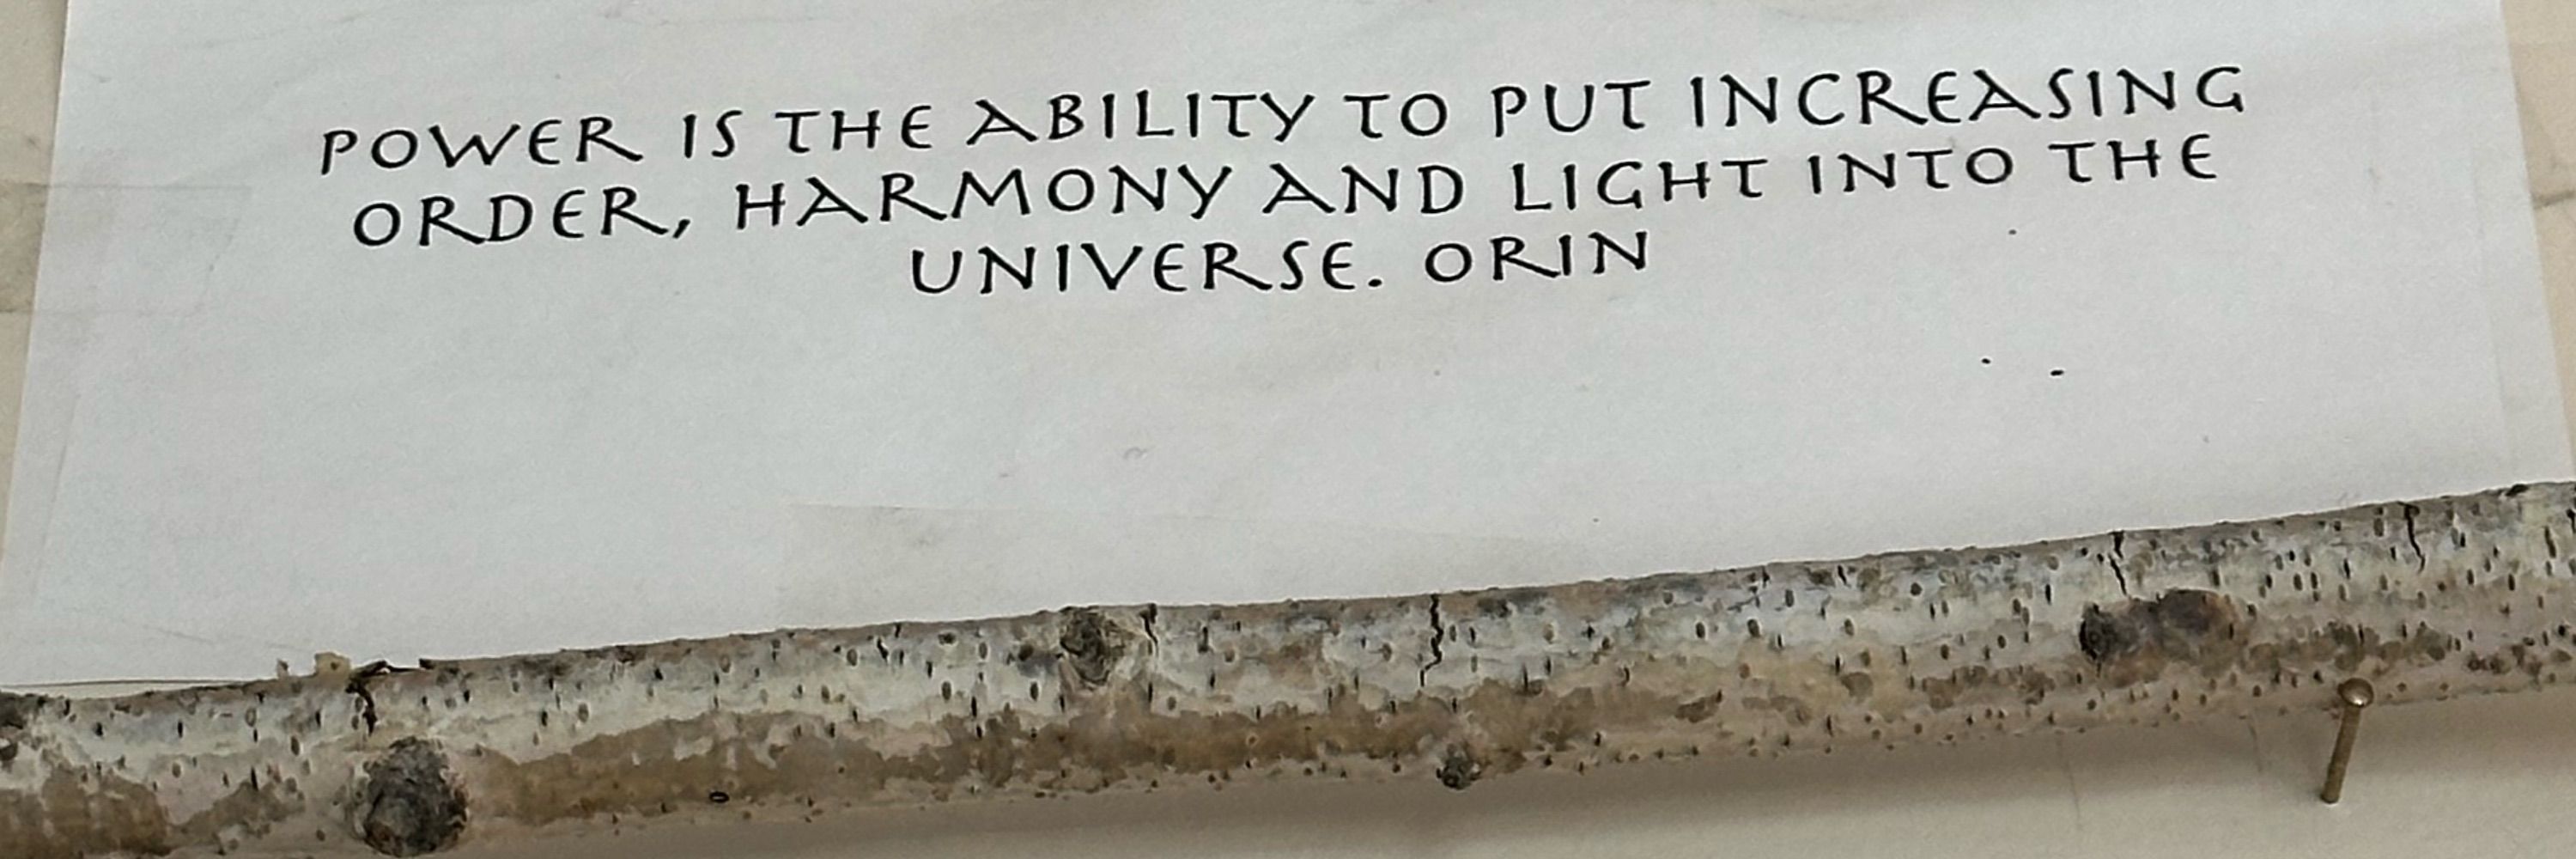 POWER IS THE ABILITY TO PUT INCREASING
ORDER, HARMONY AND LIGHT INTO THE
UNIVERSE. ORIN